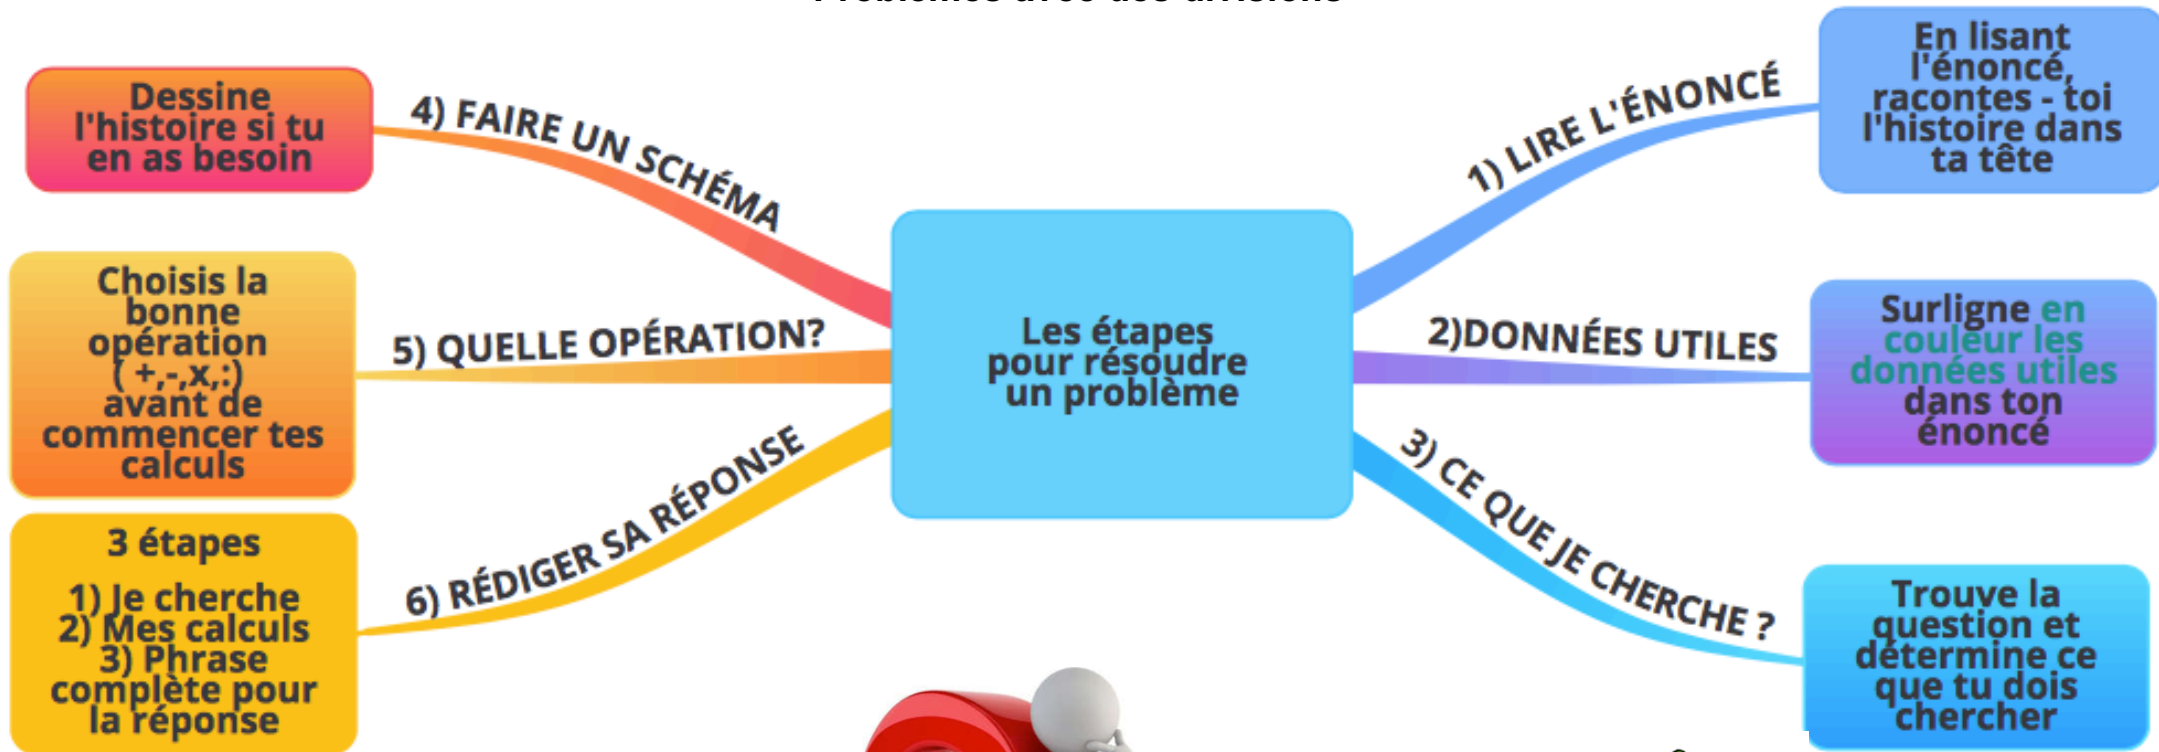 Problèmes avec des divisions
Les étapes
pour résoudre
un problème
1) LIRE L'ÉNONCÉ
En lisant
l'énoncé,
racontes - toi
l'histoire dans
ta tête
2)DONNÉES UTILES
Surligne en
couleur les
données utiles
dans ton
énoncé
3) CE QUE JE CHERCHE ?
Trouve la
question et
détermine ce
que tu dois
chercher
4) FAIRE UN SCHÉMA
Dessine
l'histoire si tu
en as besoin
5) QUELLE OPÉRATION?
Choisis la
bonne
opération
( +,-,x,:)
avant de
commencer tes
calculs
6) RÉDIGER SA RÉPONSE
3 étapes
1) Je cherche
2) Mes calculs
3) Phrase
complète pour
la réponse